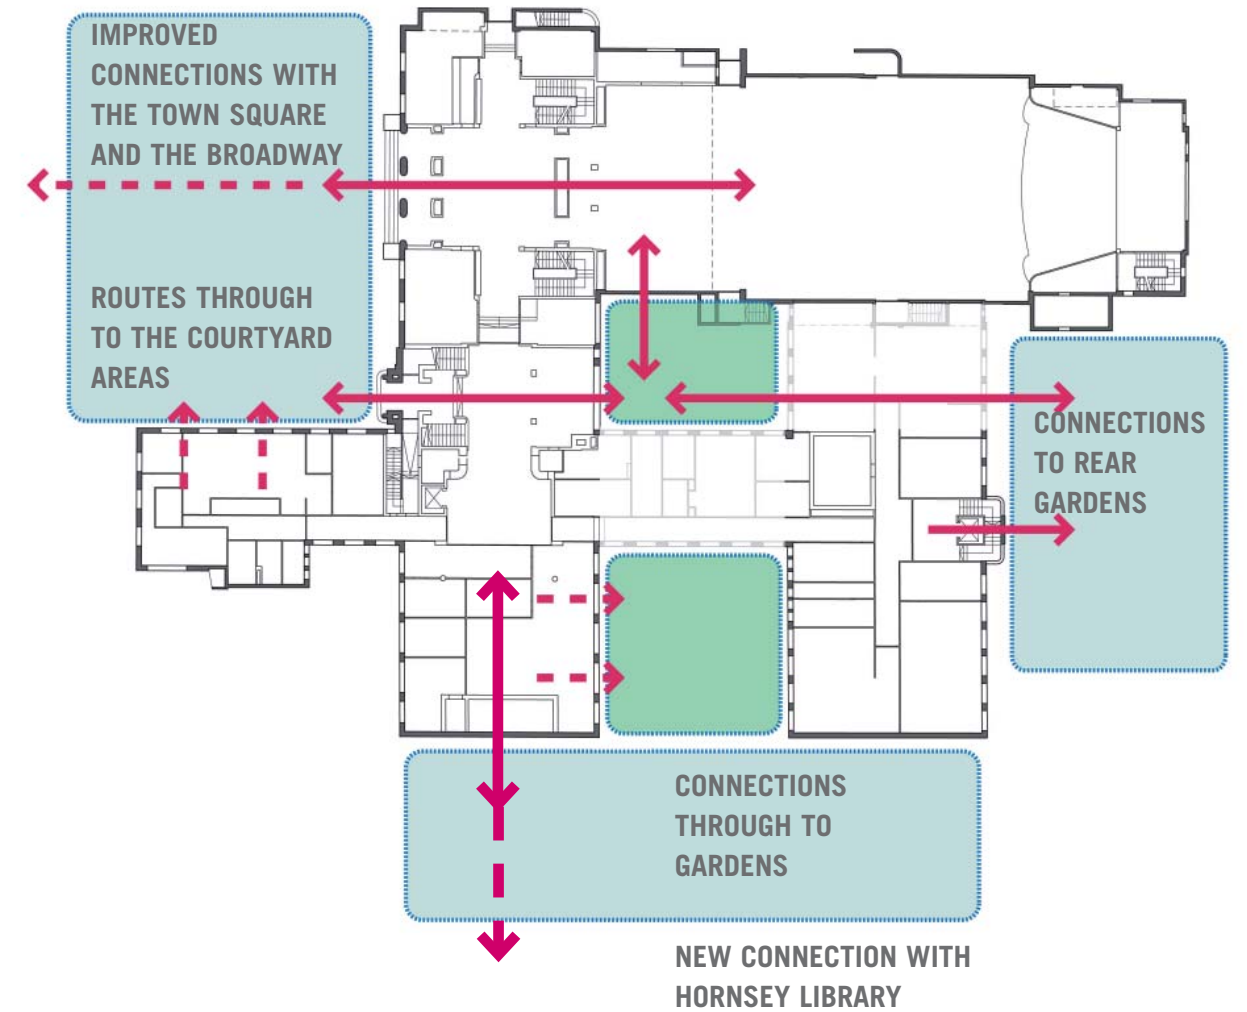 IMPROVED
CONNECTIONS WITH
THE TOWN SQUARE
AND THE BROADWAY
ROUTES THROUGH
TO THE COURTYARD
AREAS
CONNECTIONS
TO REAR
GARDENS
CONNECTIONS
THROUGH TO
GARDENS
NEW CONNECTION WITH
HORNSEY LIBRARY